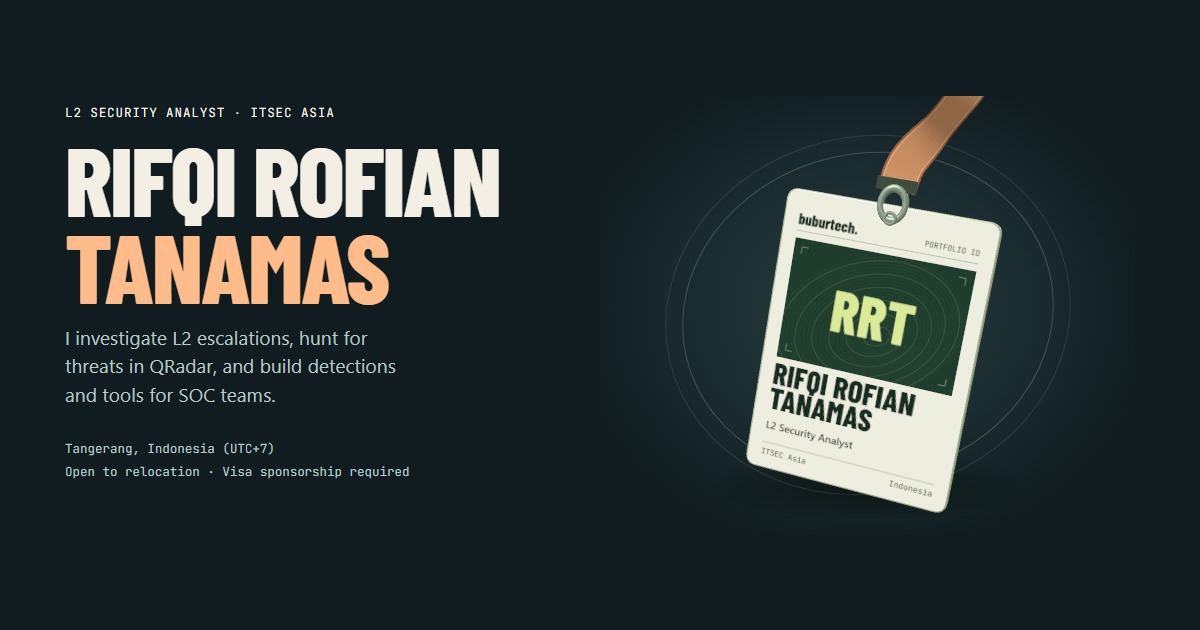 L2 SECURITY ANALYST · ITSEC ASIA
RIFQI ROFIAN
TANAMAS
I investigate L2 escalations, hunt for
threats in QRadar, and build detections
and tools for SOC teams.
Tangerang, Indonesia (UTC+7)
Open to relocation · Visa sponsorship required
buburtech.
PORTFOLIO ID
RRT
RIFQI ROFIAN
TANAMAS
L2 Security Analyst
ITSEC Asia
Indonesia